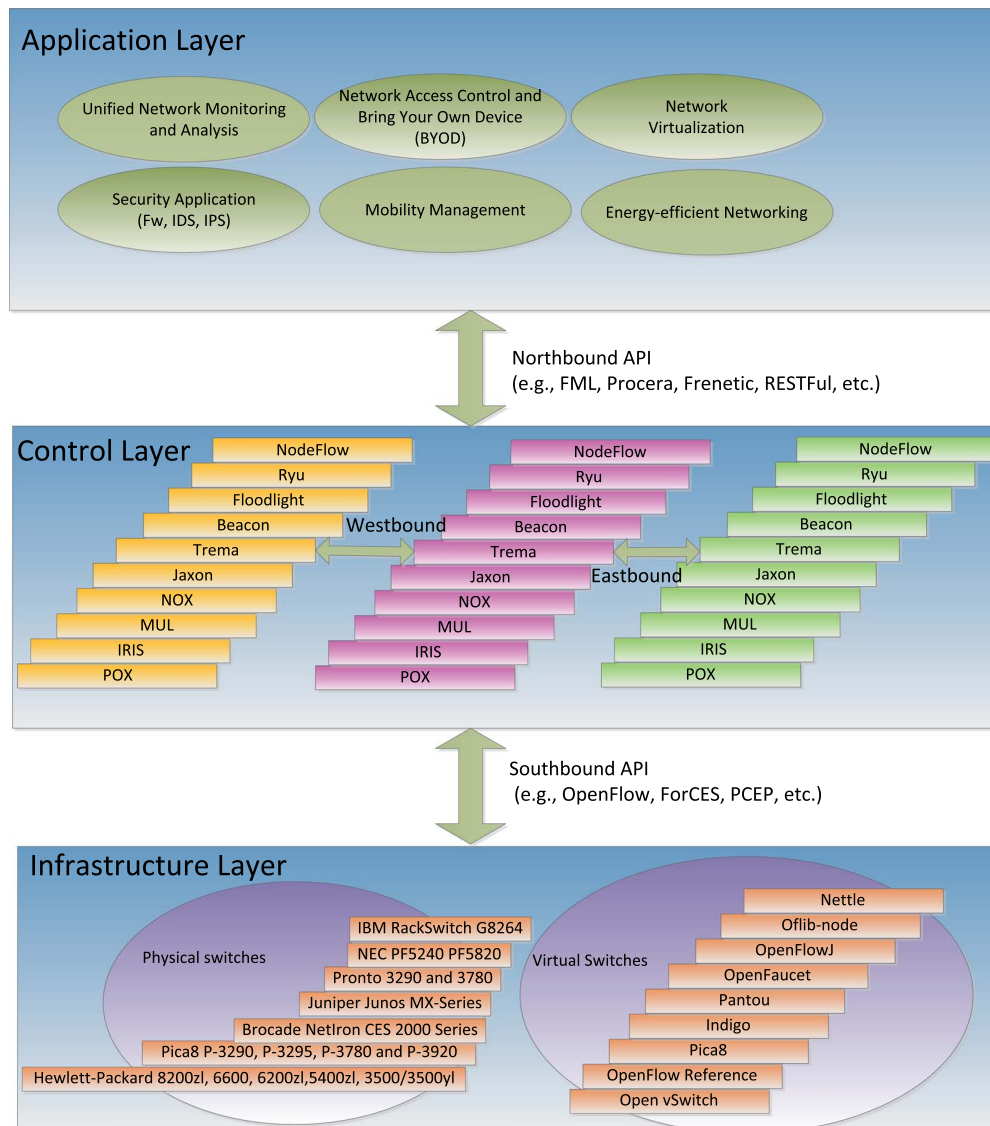 Application Layer
Unified Network Monitoring
and Analysis
Network Access Control and
Bring Your Own Device
(BYOD)
Network
Virtualization
Security Application
(Fw, IDS, IPS)
Mobility Management
Energy-efficient Networking
Northbound API
(e.g., FML, Procera, Frenetic, RESTFul, etc.)
Control Layer
NodeFlow
Ryu
Floodlight
Beacon
Trema
Jaxon
NOX
MUL
IRIS
POX
Westbound
NodeFlow
Ryu
Floodlight
Beacon
Trema
Jaxon
NOX
MUL
IRIS
POX
Eastbound
NodeFlow
Ryu
Floodlight
Beacon
Trema
Jaxon
NOX
MUL
IRIS
POX
Southbound API
(e.g., OpenFlow, ForCES, PCEP, etc.)
Infrastructure Layer
Physical switches
IBM RackSwitch G8264
NEC PF5240 PF5820
Pronto 3290 and 3780
Juniper Junos MX-Series
Brocade NetIron CES 2000 Series
Pica8 P-3290, P-3295, P-3780 and P-3920
Hewlett-Packard 8200zl, 6600, 6200zl,5400zl, 3500/3500yl
Virtual Switches
Nettle
Oflib-node
OpenFlowJ
OpenFaucet
Pantou
Indigo
Pica8
OpenFlow Reference
Open vSwitch